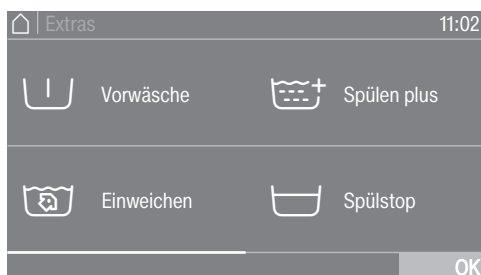 Extras 11:02
Vorwäsche Spülen plus
Einweichen Spülstop
OK